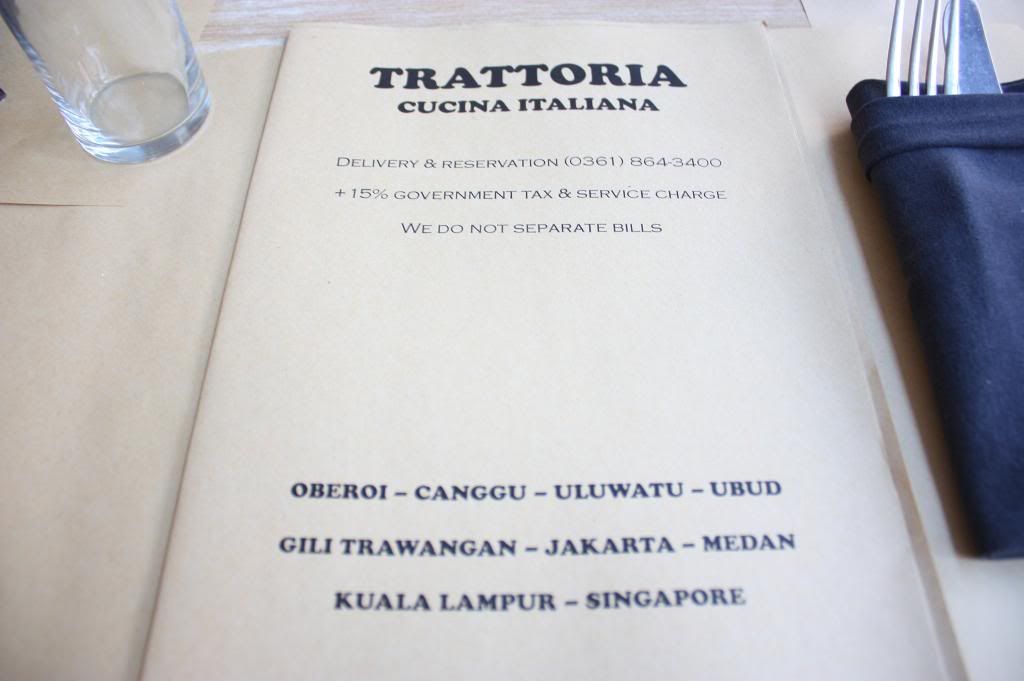 TRATTORIA
CUCINA ITALIANA
DELIVERY & RESERVATION (0361) 864-3400
+ 15% GOVERNMENT TAX & SERVICE CHARGE
WE DO NOT SEPARATE BILLS
OBEROI – CANGGU – ULUWATU – UBUD
GILI TRAWANGAN – JAKARTA – MEDAN
KUALA LAMPUR – SINGAPORE